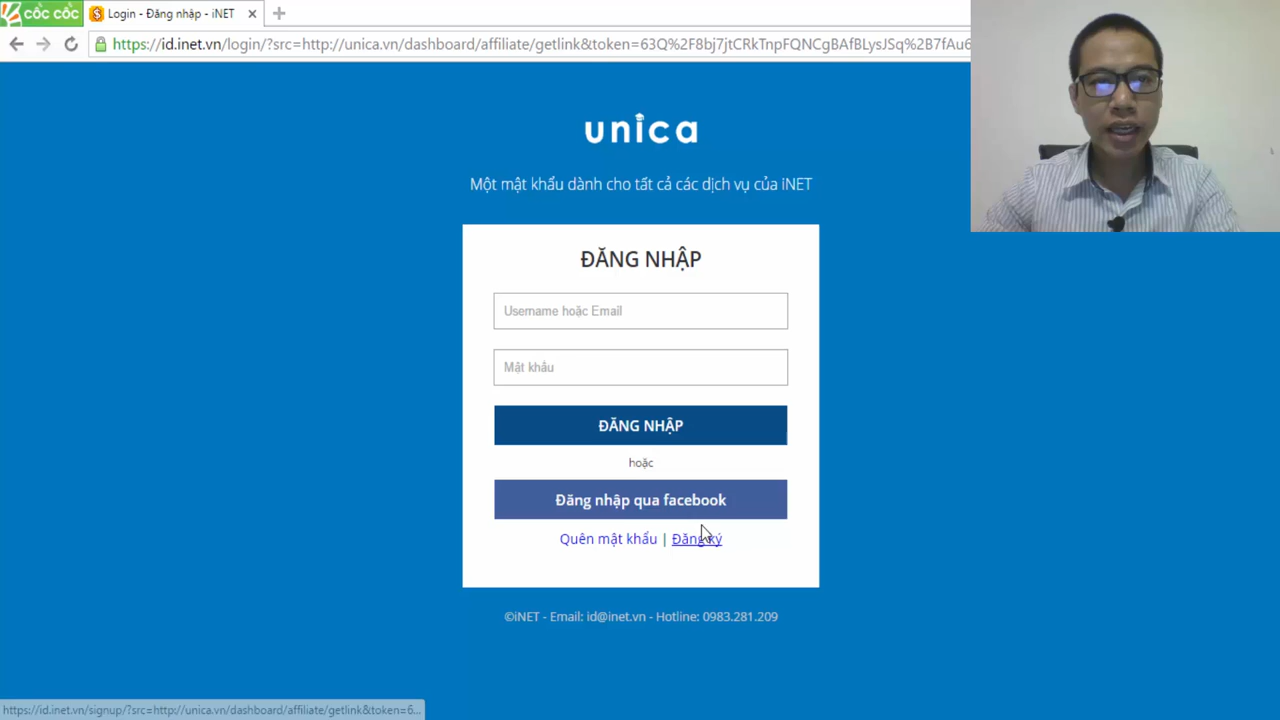 cốc cốc
Login - Đăng nhập - iNET
https://id.inet.vn/login/?src=http://unica.vn/dashboard/affiliate/getlink&token=63Q%2F8bj7jtCRkTnpFQNCgBAfBLysJSq%2B7fAu6
unica
Một mật khẩu dành cho tất cả các dịch vụ của iNET
ĐĂNG NHẬP
Username hoặc Email
Mật khẩu
ĐĂNG NHẬP
hoặc
Đăng nhập qua facebook
Quên mật khẩu | Đăng ký
©iNET - Email: id@inet.vn - Hotline: 0983.281.209
https://id.inet.vn/signup/?src=http://unica.vn/dashboard/affiliate/getlink&token=6...